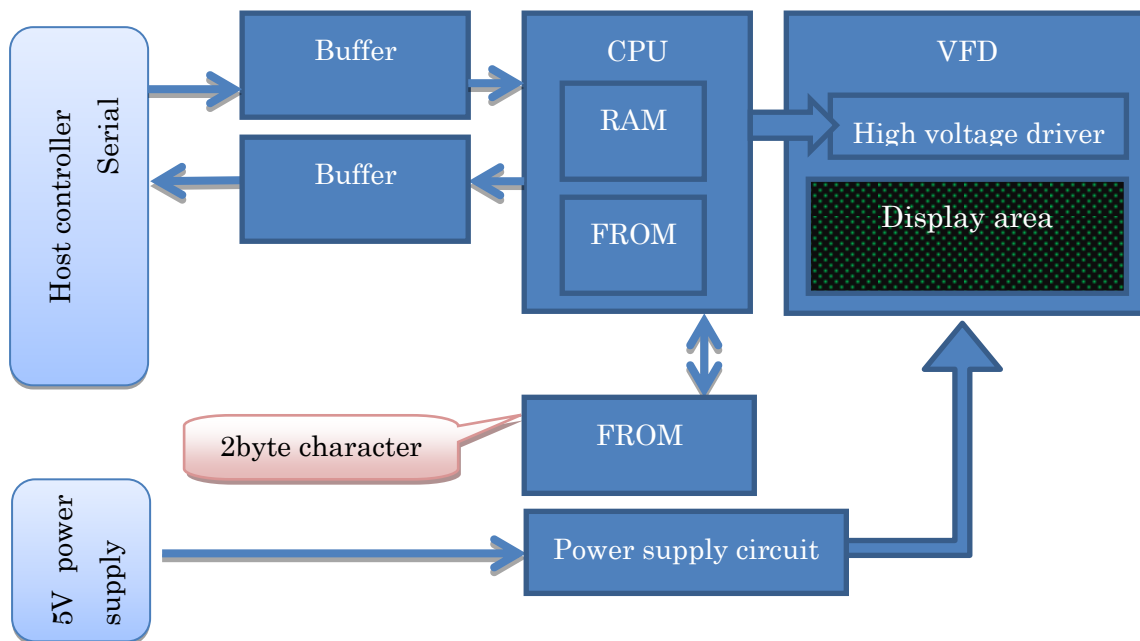 Host controller
Serial
Buffer
Buffer
CPU
RAM
FROM
VFD
High voltage driver
Display area
2byte character
FROM
5V power
supply
Power supply circuit